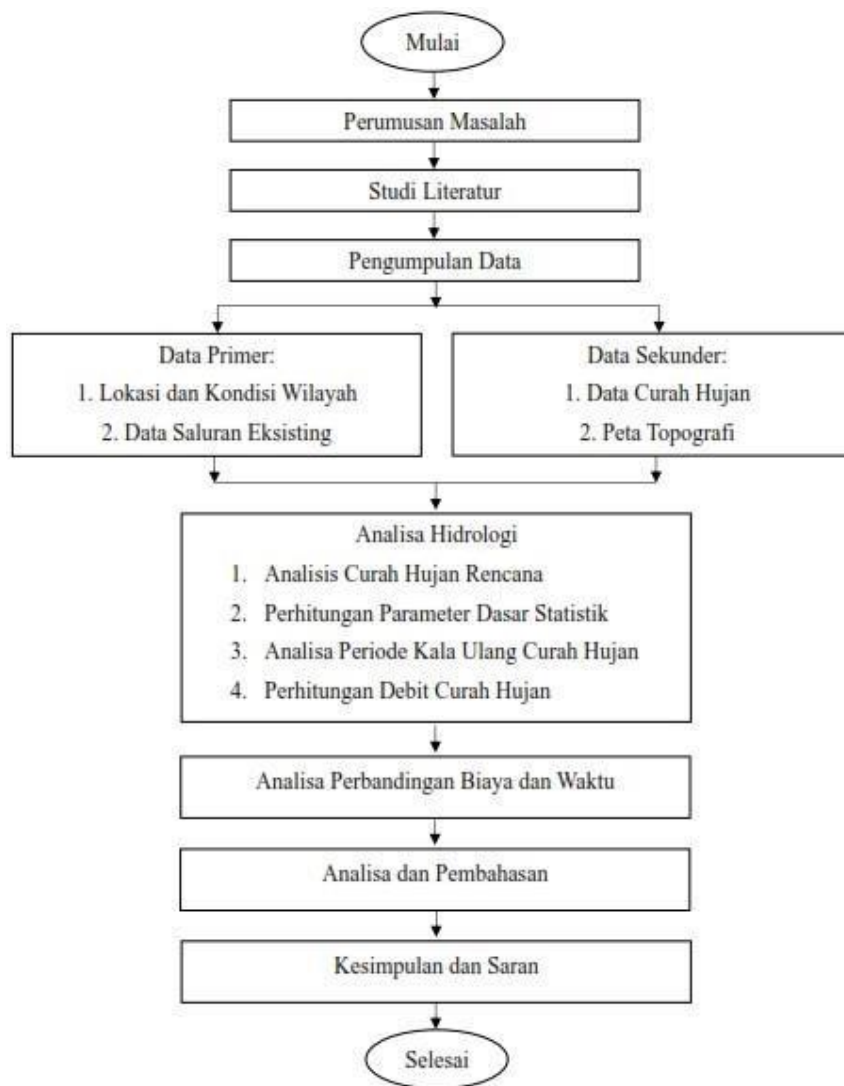 Mulai
Perumusan Masalah
Studi Literatur
Pengumpulan Data
Data Primer:
1. Lokasi dan Kondisi Wilayah
2. Data Saluran Eksisting
Data Sekunder:
1. Data Curah Hujan
2. Peta Topografi
Analisa Hidrologi
1. Analisis Curah Hujan Rencana
2. Perhitungan Parameter Dasar Statistik
3. Analisa Periode Kala Ulang Curah Hujan
4. Perhitungan Debit Curah Hujan
Analisa Perbandingan Biaya dan Waktu
Analisa dan Pembahasan
Kesimpulan dan Saran
Selesai